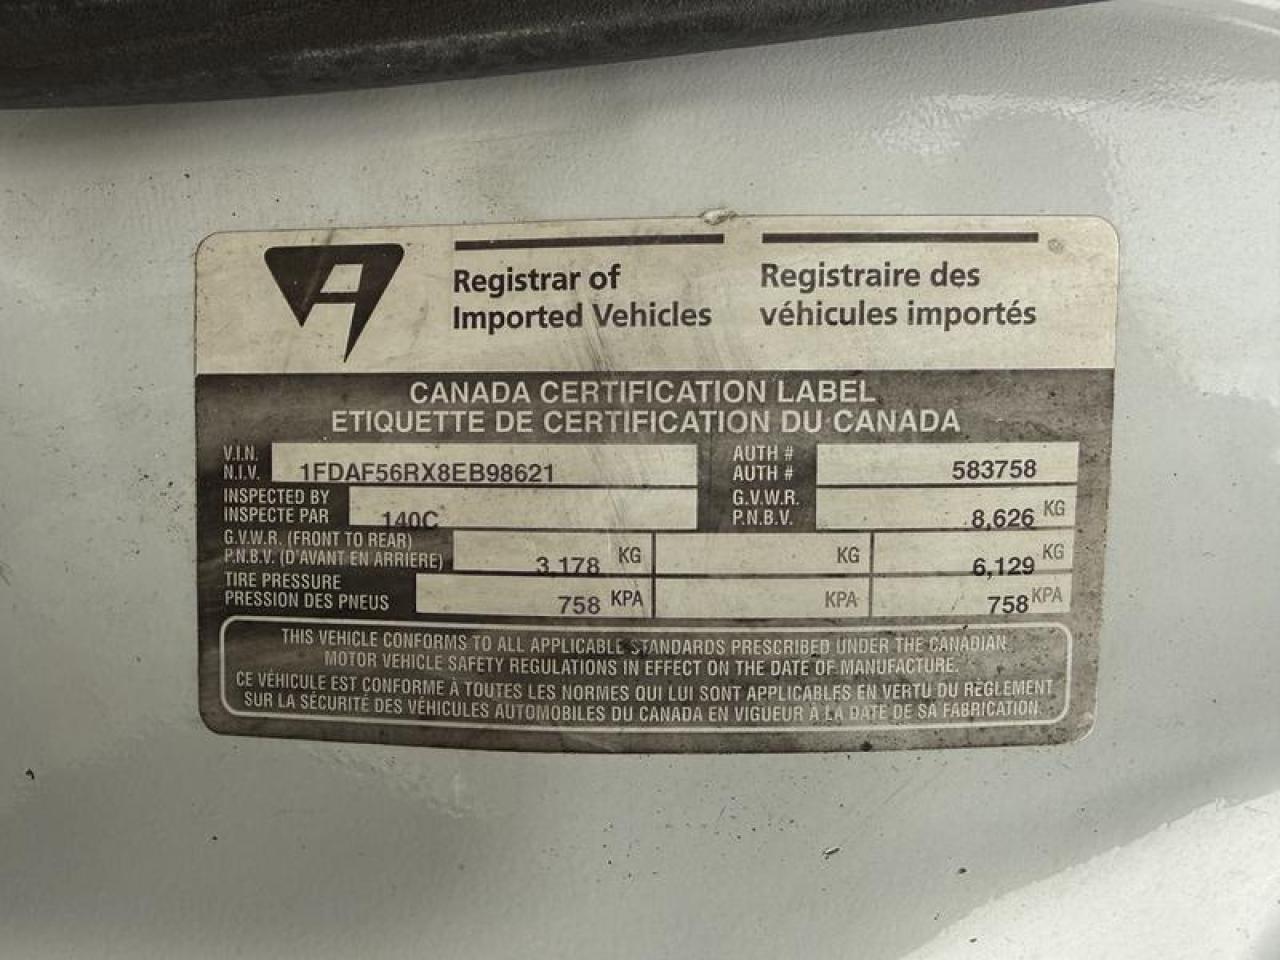 Registrar of
Imported Vehicles
Registraire des
véhicules importés
CANADA CERTIFICATION LABEL
ETIQUETTE DE CERTIFICATION DU CANADA
V.I.N.
N.I.V. 1FDAF56RX8EB98621
AUTH #
AUTH # 583758
INSPECTED BY
INSPECTE PAR 140C
G.V.W.R.
P.N.B.V. 8,626 KG
G.V.W.R. (FRONT TO REAR)
P.N.B.V. (D'AVANT EN ARRIÈRE) 3,178 KG KG 6,129 KG
TIRE PRESSURE
PRESSION DES PNEUS 758 KPA KPA 758 KPA
THIS VEHICLE CONFORMS TO ALL APPLICABLE STANDARDS PRESCRIBED UNDER THE CANADIAN
MOTOR VEHICLE SAFETY REGULATIONS IN EFFECT ON THE DATE OF MANUFACTURE.
CE VÉHICULE EST CONFORME À TOUTES LES NORMES QUI LUI SONT APPLICABLES EN VERTU DU RÈGLEMENT
SUR LA SÉCURITÉ DES VÉHICULES AUTOMOBILES DU CANADA EN VIGUEUR À LA DATE DE SA FABRICATION.